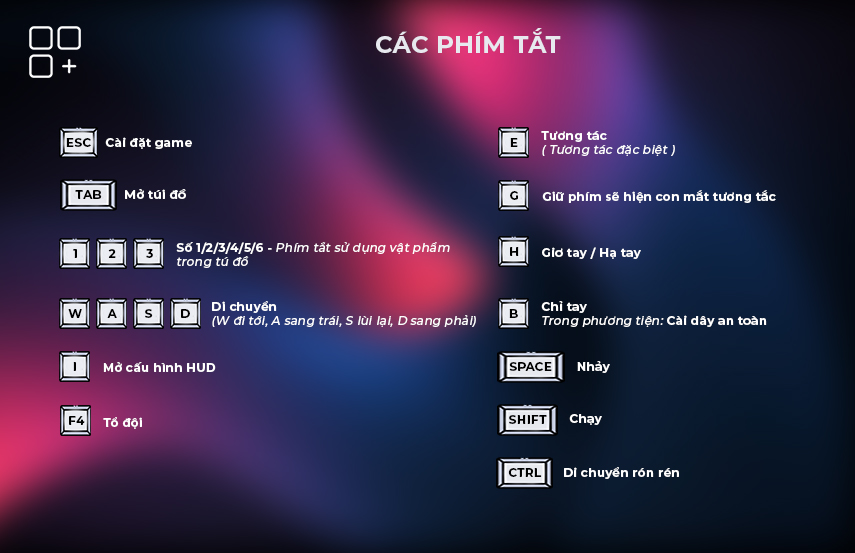 CÁC PHÍM TẮT
ESC Cài đặt game
TAB Mở túi đồ
1 2 3 Số 1/2/3/4/5/6 - Phím tắt sử dụng vật phẩm
trong tú đồ
W A S D Di chuyển
(W đi tới, A sang trái, S lùi lại, D sang phải)
I Mở cấu hình HUD
F4 Tổ đội
E Tương tác
( Tương tác đặc biệt )
G Giữ phím sẽ hiện con mắt tương tắc
H Giơ tay / Hạ tay
B Chỉ tay
Trong phương tiện: Cài dây an toàn
SPACE Nhảy
SHIFT Chạy
CTRL Di chuyển rón rén